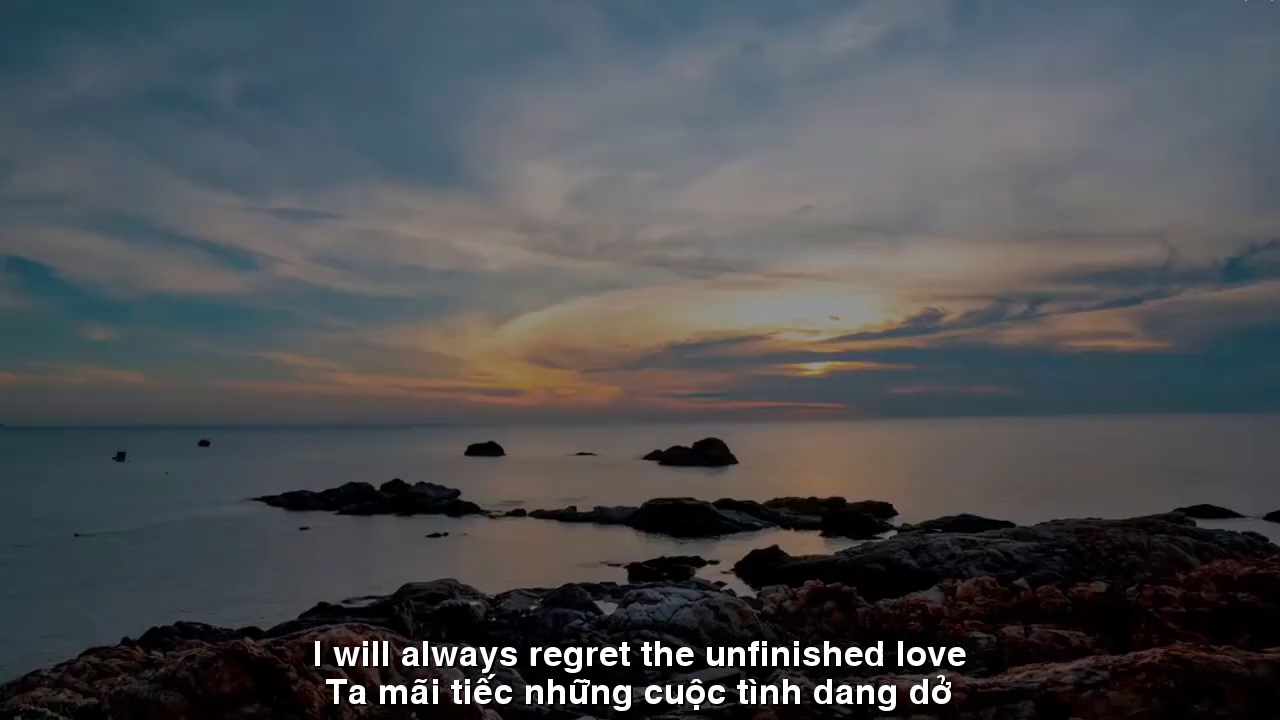 I will always regret the unfinished love
Ta mãi tiếc những cuộc tình dang dở